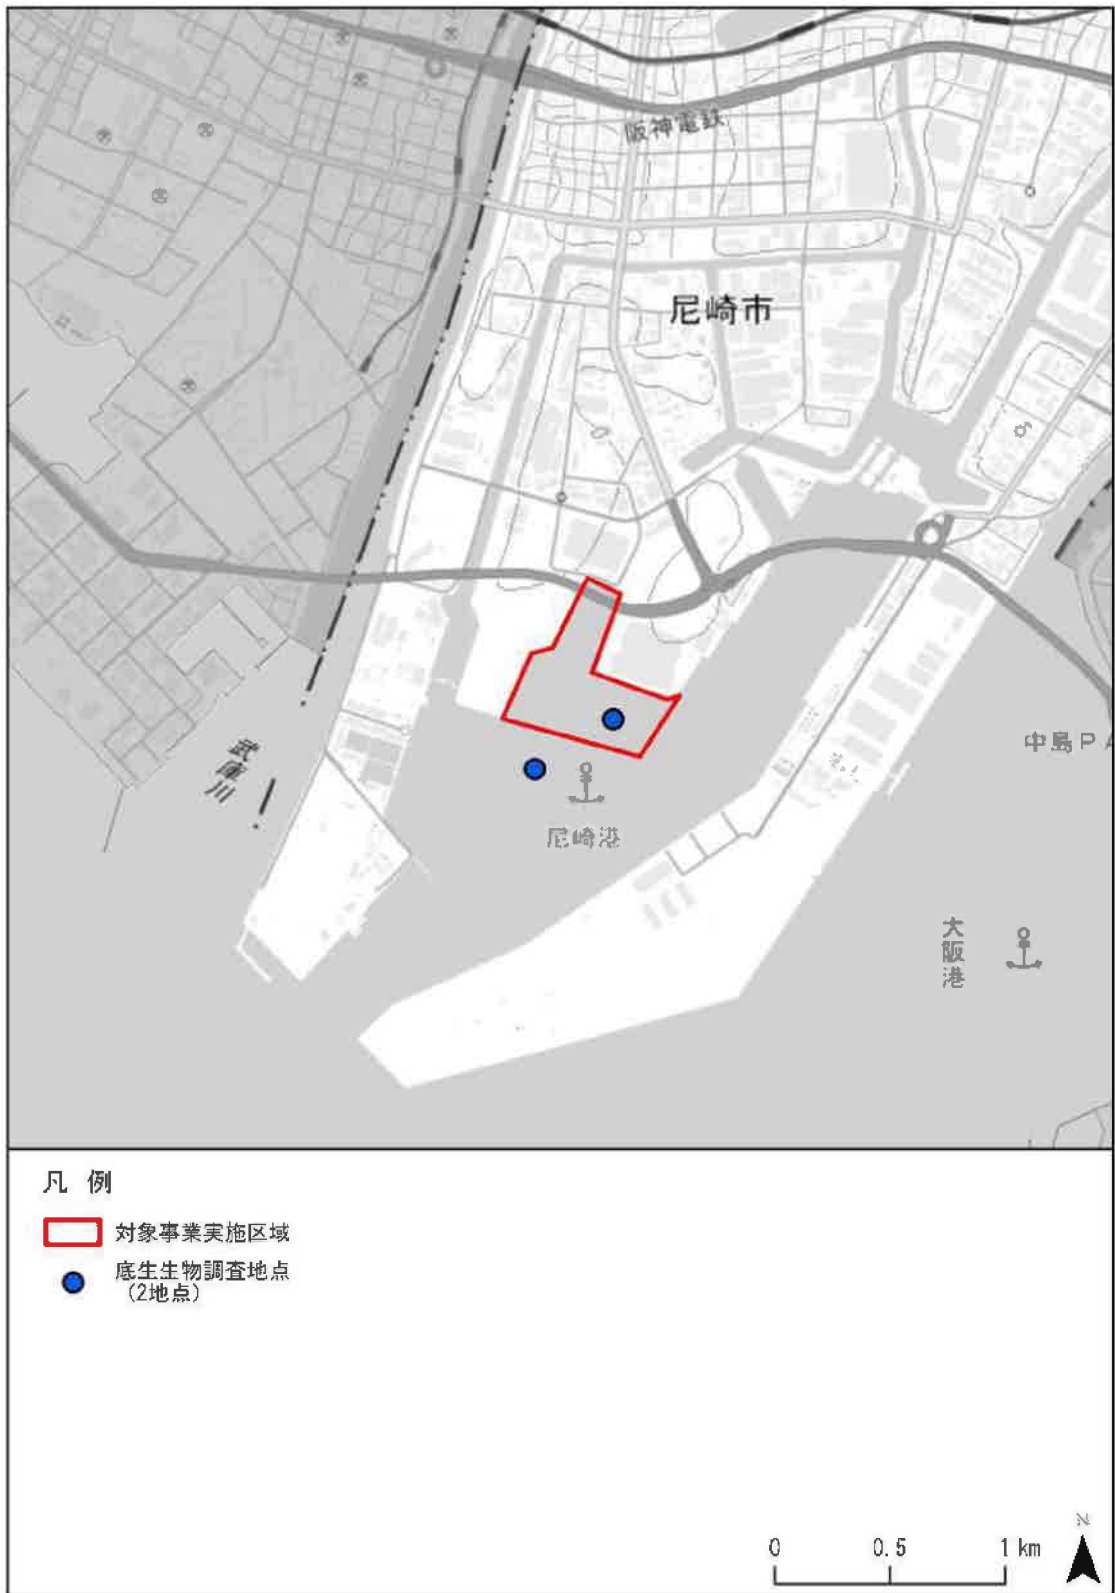 阪神電鉄
尼崎市
中島PA
武庫川
尼崎港
大阪港
凡 例
対象事業実施区域
底生生物調査地点
(2地点)
0 0.5 1 km
N